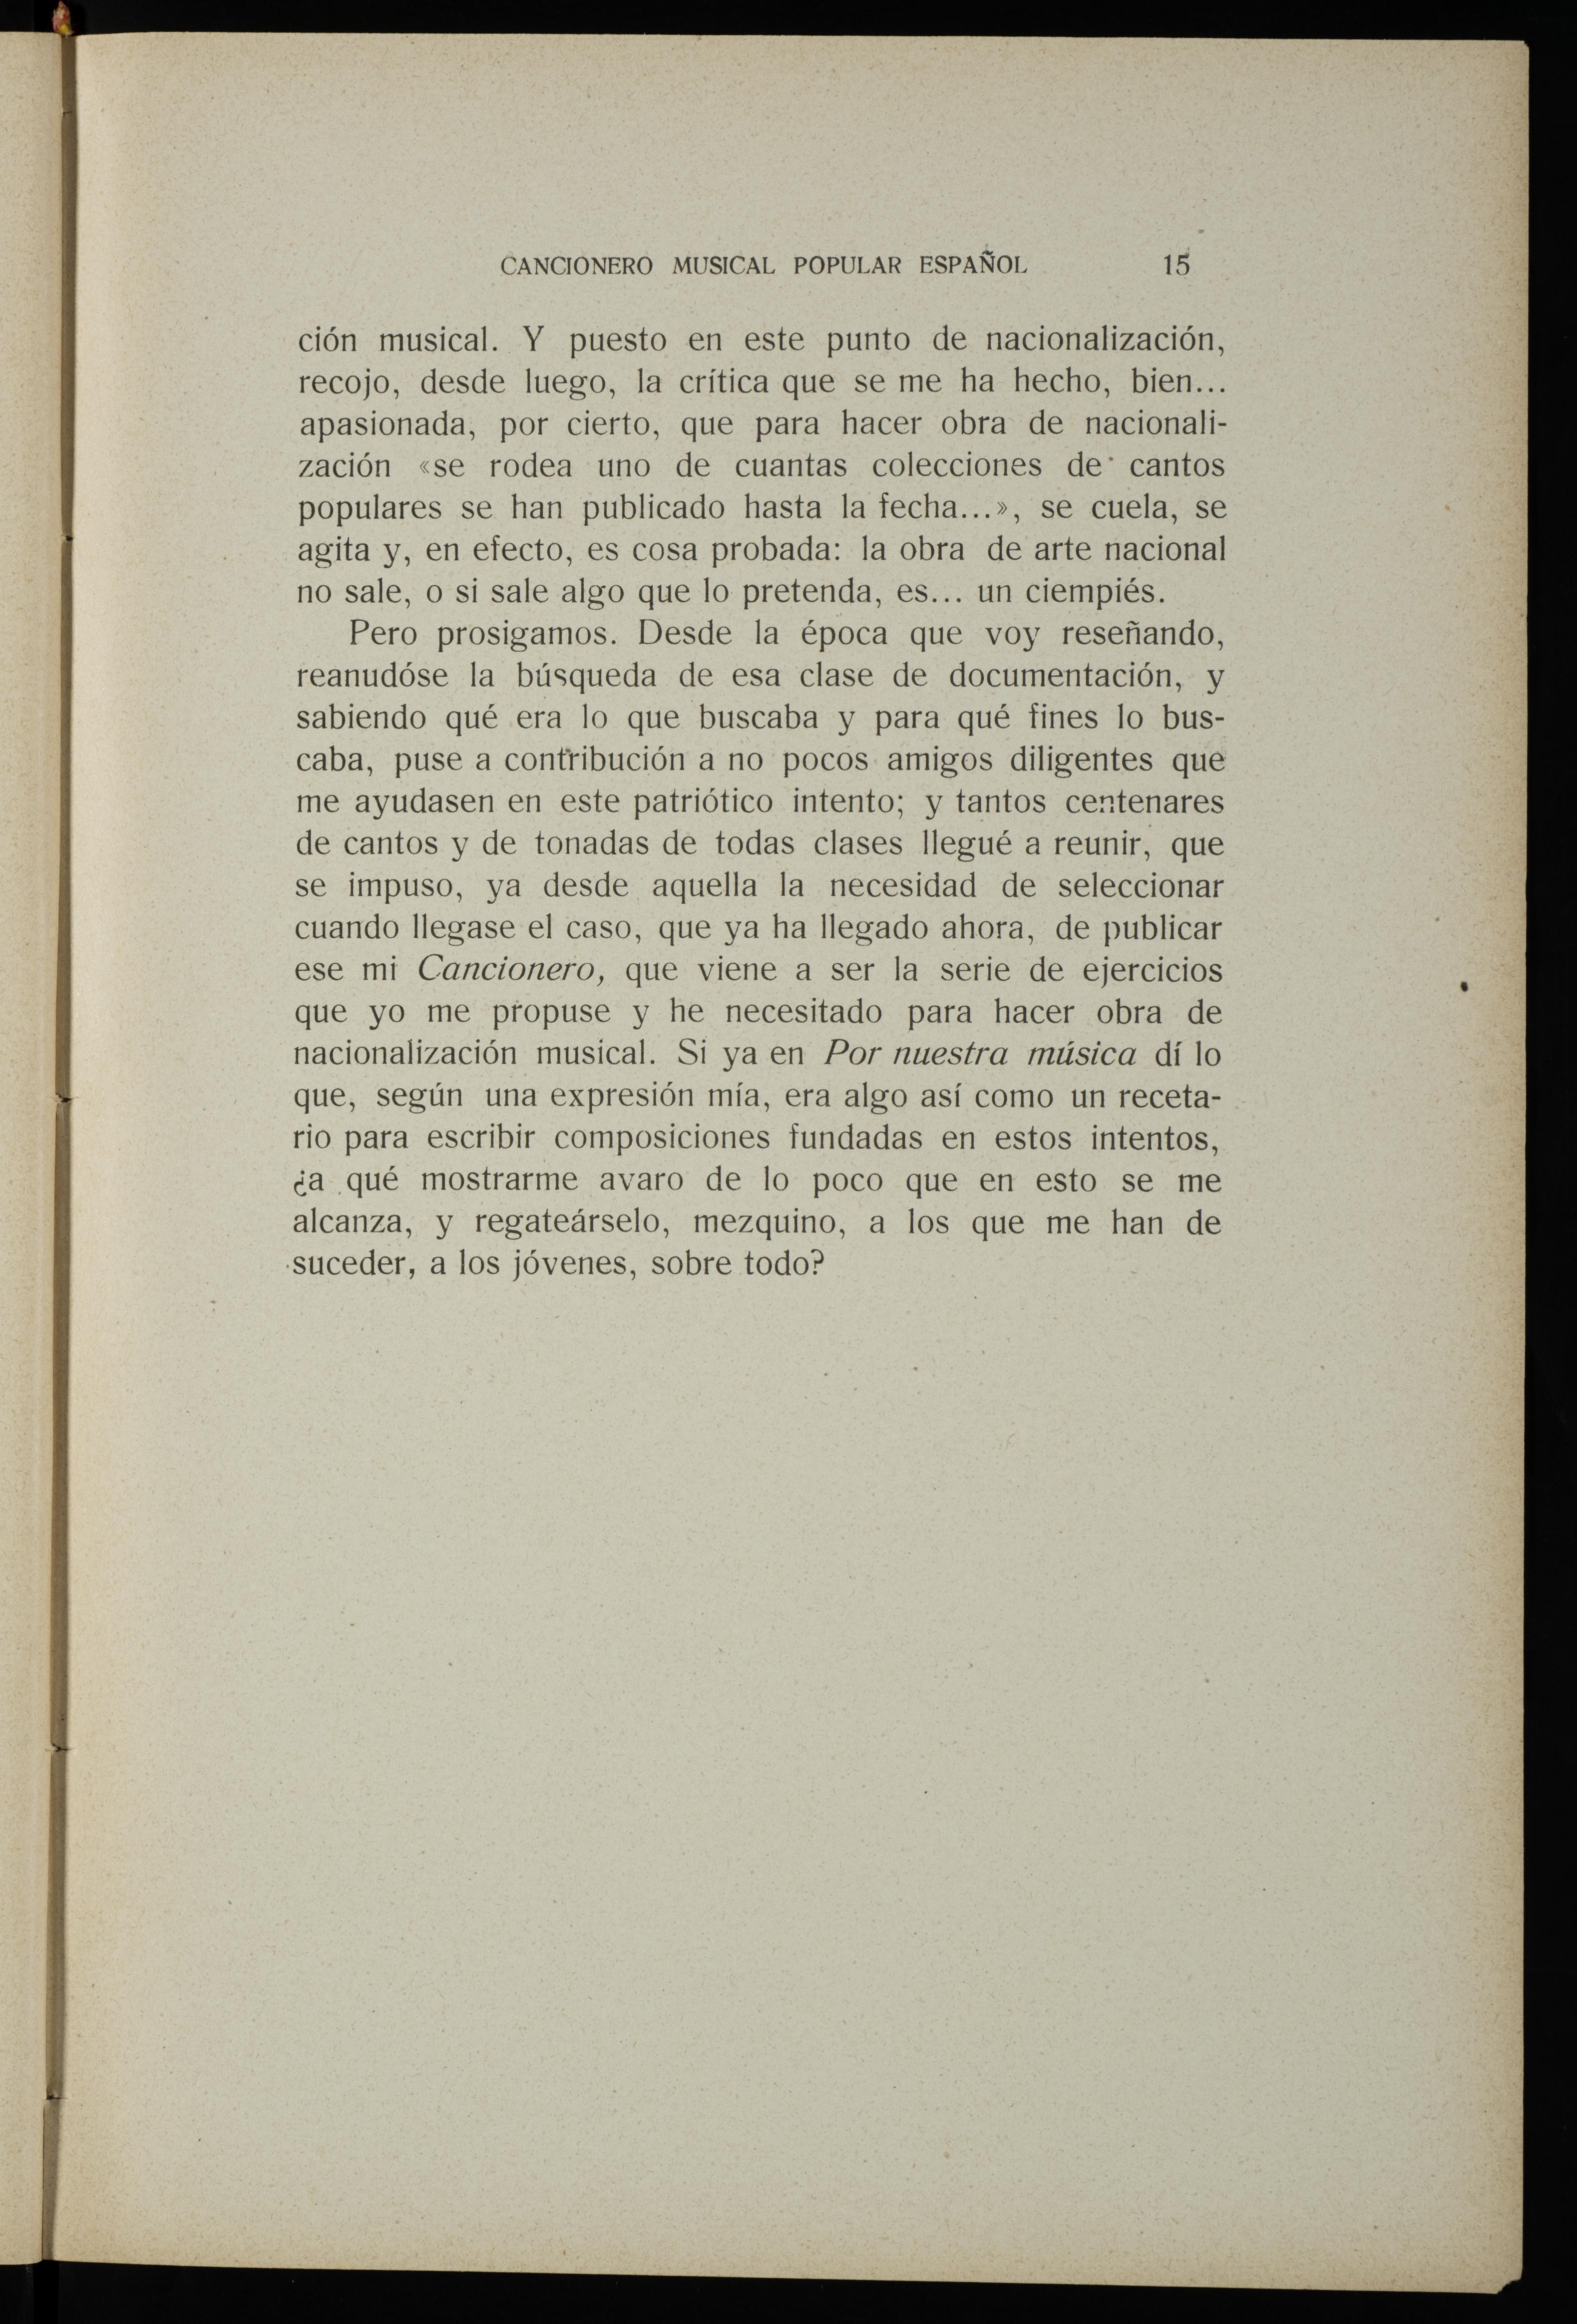 CANCIONERO MUSICAL POPULAR ESPAÑOL 15
ción musical. Y puesto en este punto de nacionalización,
recojo, desde luego, la crítica que se me ha hecho, bien...
apasionada, por cierto, que para hacer obra de nacionali-
zación «se rodea uno de cuantas colecciones de cantos
populares se han publicado hasta la fecha...», se cuela, se
agita y, en efecto, es cosa probada: la obra de arte nacional
no sale, o si sale algo que lo pretenda, es... un ciempiés.
Pero prosigamos. Desde la época que voy reseñando,
reanudóse la búsqueda de esa clase de documentación, y
sabiendo qué era lo que buscaba y para qué fines lo bus-
caba, puse a contribución a no pocos amigos diligentes que
me ayudasen en este patriótico intento; y tantos centenares
de cantos y de tonadas de todas clases llegué a reunir, que
se impuso, ya desde aquella la necesidad de seleccionar
cuando llegase el caso, que ya ha llegado ahora, de publicar
ese mi Cancionero, que viene a ser la serie de ejercicios
que yo me propuse y he necesitado para hacer obra de
nacionalización musical. Si ya en Por nuestra música dí lo
que, según una expresión mía, era algo así como un receta-
rio para escribir composiciones fundadas en estos intentos,
¿a qué mostrarme avaro de lo poco que en esto se me
alcanza, y regateárselo, mezquino, a los que me han de
suceder, a los jóvenes, sobre todo?